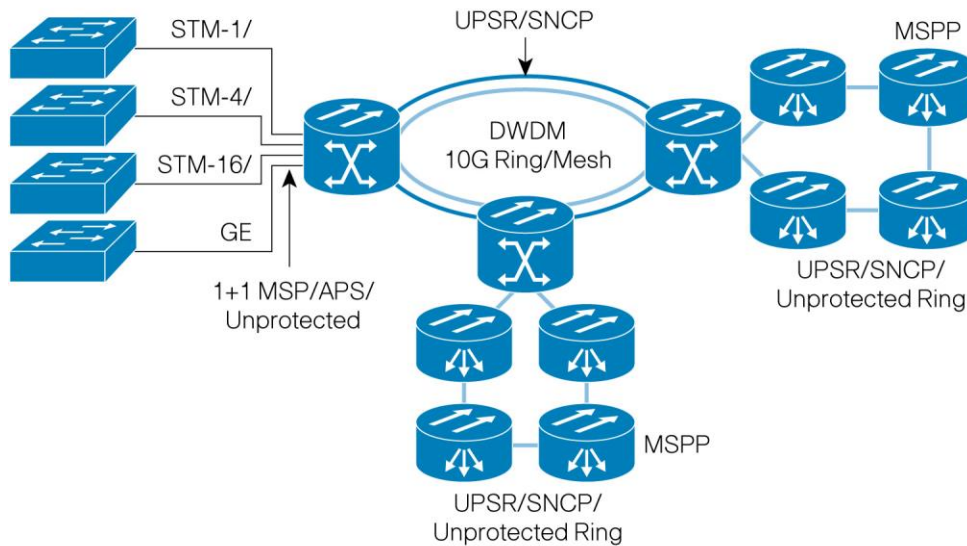 STM-1/
STM-4/
STM-16/
GE
1+1 MSP/APS/
Unprotected
UPSR/SNCP
DWDM
10G Ring/Mesh
MSPP
UPSR/SNCP/
Unprotected Ring
MSPP
UPSR/SNCP/
Unprotected Ring